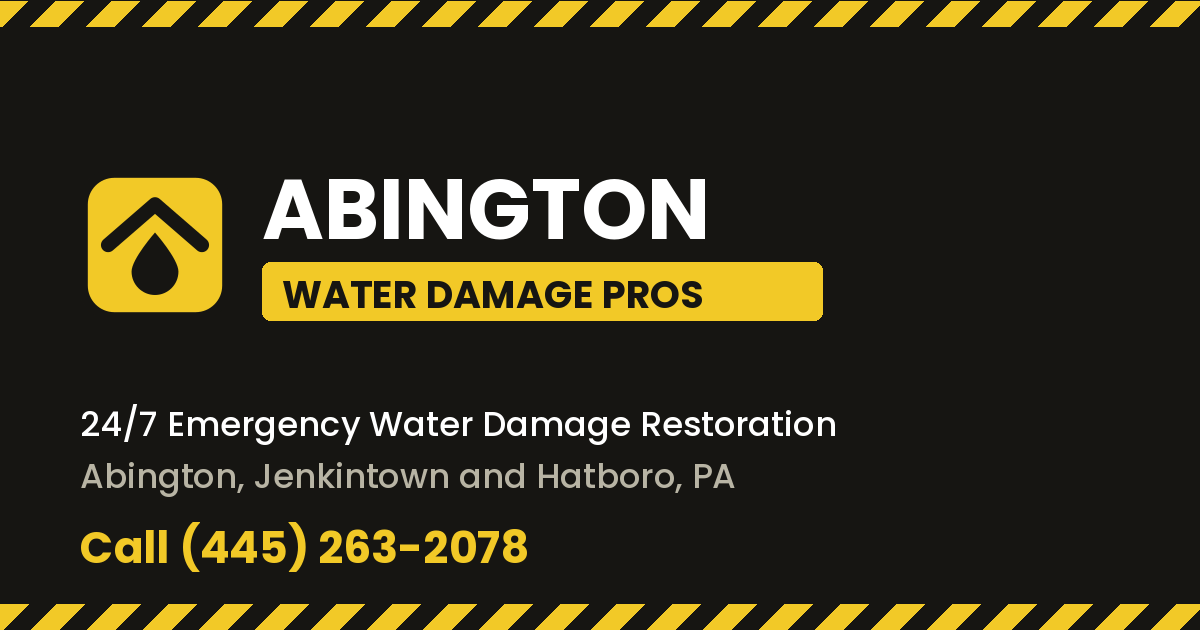 ABINGTON
WATER DAMAGE PROS
24/7 Emergency Water Damage Restoration
Abington, Jenkintown and Hatboro, PA
Call (445) 263-2078